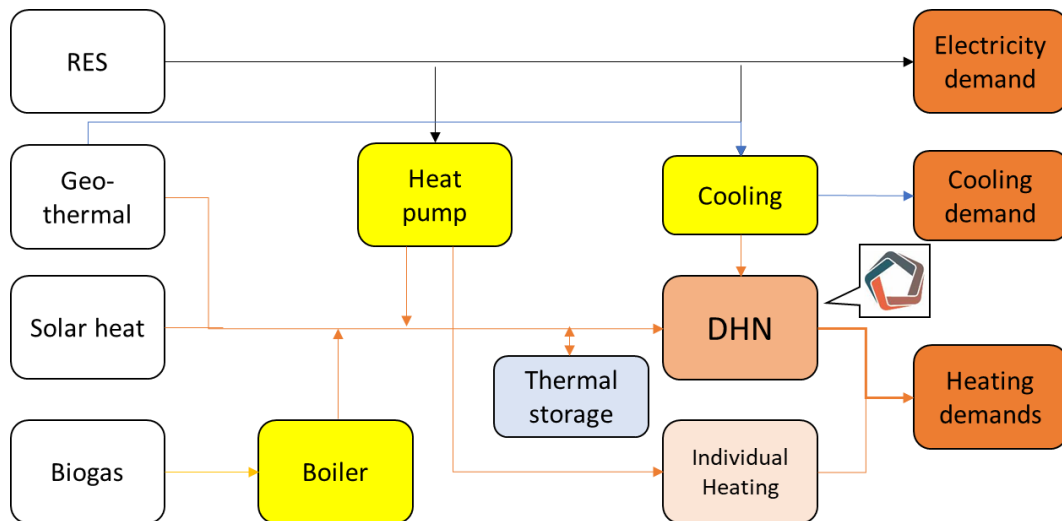 RES
Electricity
demand
Geo-
thermal
Heat
pump
Cooling
Cooling
demand
Solar heat
DHN
Thermal
storage
Heating
demands
Biogas
Boiler
Individual
Heating